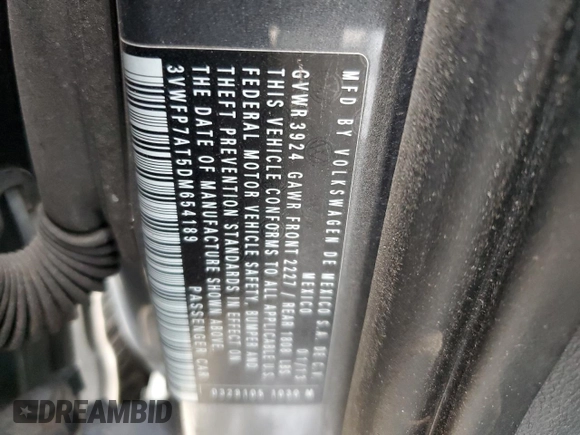 MFD BY VOLKSWAGEN DE MEXICO S.A. DE C.V.
MEXICO 01/13
GVWR 3924 GAWR FRONT 2227/ REAR 1804 LBS
THIS VEHICLE CONFORMS TO ALL APPLICABLE U.S.
FEDERAL MOTOR VEHICLE SAFETY, BUMPER AND
THEFT PREVENTION STANDARDS IN EFFECT ON
THE DATE OF MANUFACTURE SHOWN ABOVE
3VWFP7AT5DM654189 PASSENGER CAR
DREAMBID